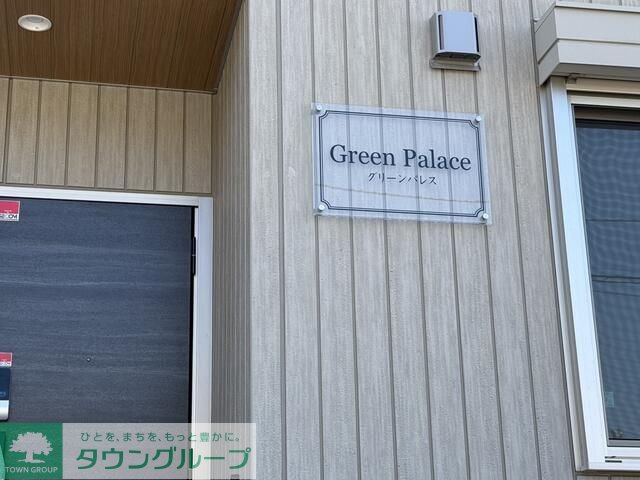 Green Palace
グリーンパレス
ひとを、まちを、もっと豊かに。
タウングループ
TOWN GROUP